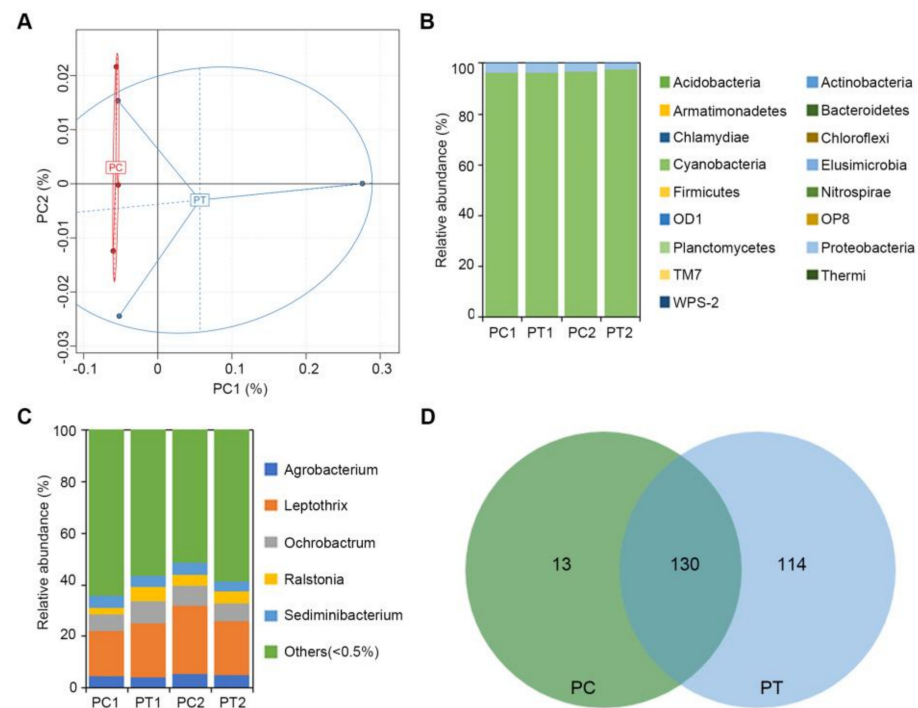 A
PC2 (%)
0.02
0.01
0
-0.01
-0.02
-0.03
PC
PT
-0.1
0
0.1
0.2
0.3
PC1 (%)
B
Relative abundance (%)
100
80
60
40
20
0
PC1
PT1
PC2
PT2
Acidobacteria
Actinobacteria
Armatimonadetes
Bacteroidetes
Chlamydiae
Chloroflexi
Cyanobacteria
Elusimicrobia
Firmicutes
Nitrospirae
OD1
OP8
Planctomycetes
Proteobacteria
TM7
Thermi
WPS-2
C
Relative abundance (%)
100
80
60
40
20
0
PC1
PT1
PC2
PT2
Agrobacterium
Leptothrix
Ochrobactrum
Ralstonia
Sediminibacterium
Others(<0.5%)
D
13
130
114
PC
PT